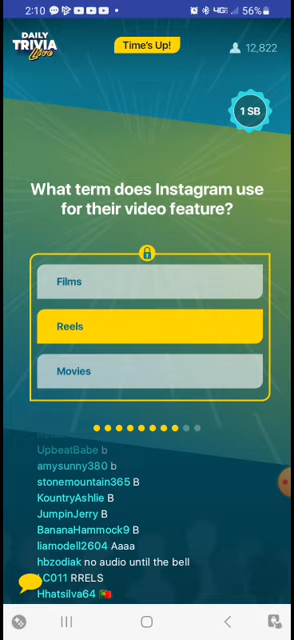 2:10
56%
DAILY
TRIVIA
Live
Time's Up!
12,822
1 SB
What term does Instagram use
for their video feature?
Films
Reels
Movies
UpbeatBabe b
amysunny380 b
stonemountain365 B
KountryAshlie B
JumpinJerry B
BananaHammock9 B
liamodell2604 Aaaa
hbzodiak no audio until the bell
C011 RRELS
Hhatsilva64 🇵🇹